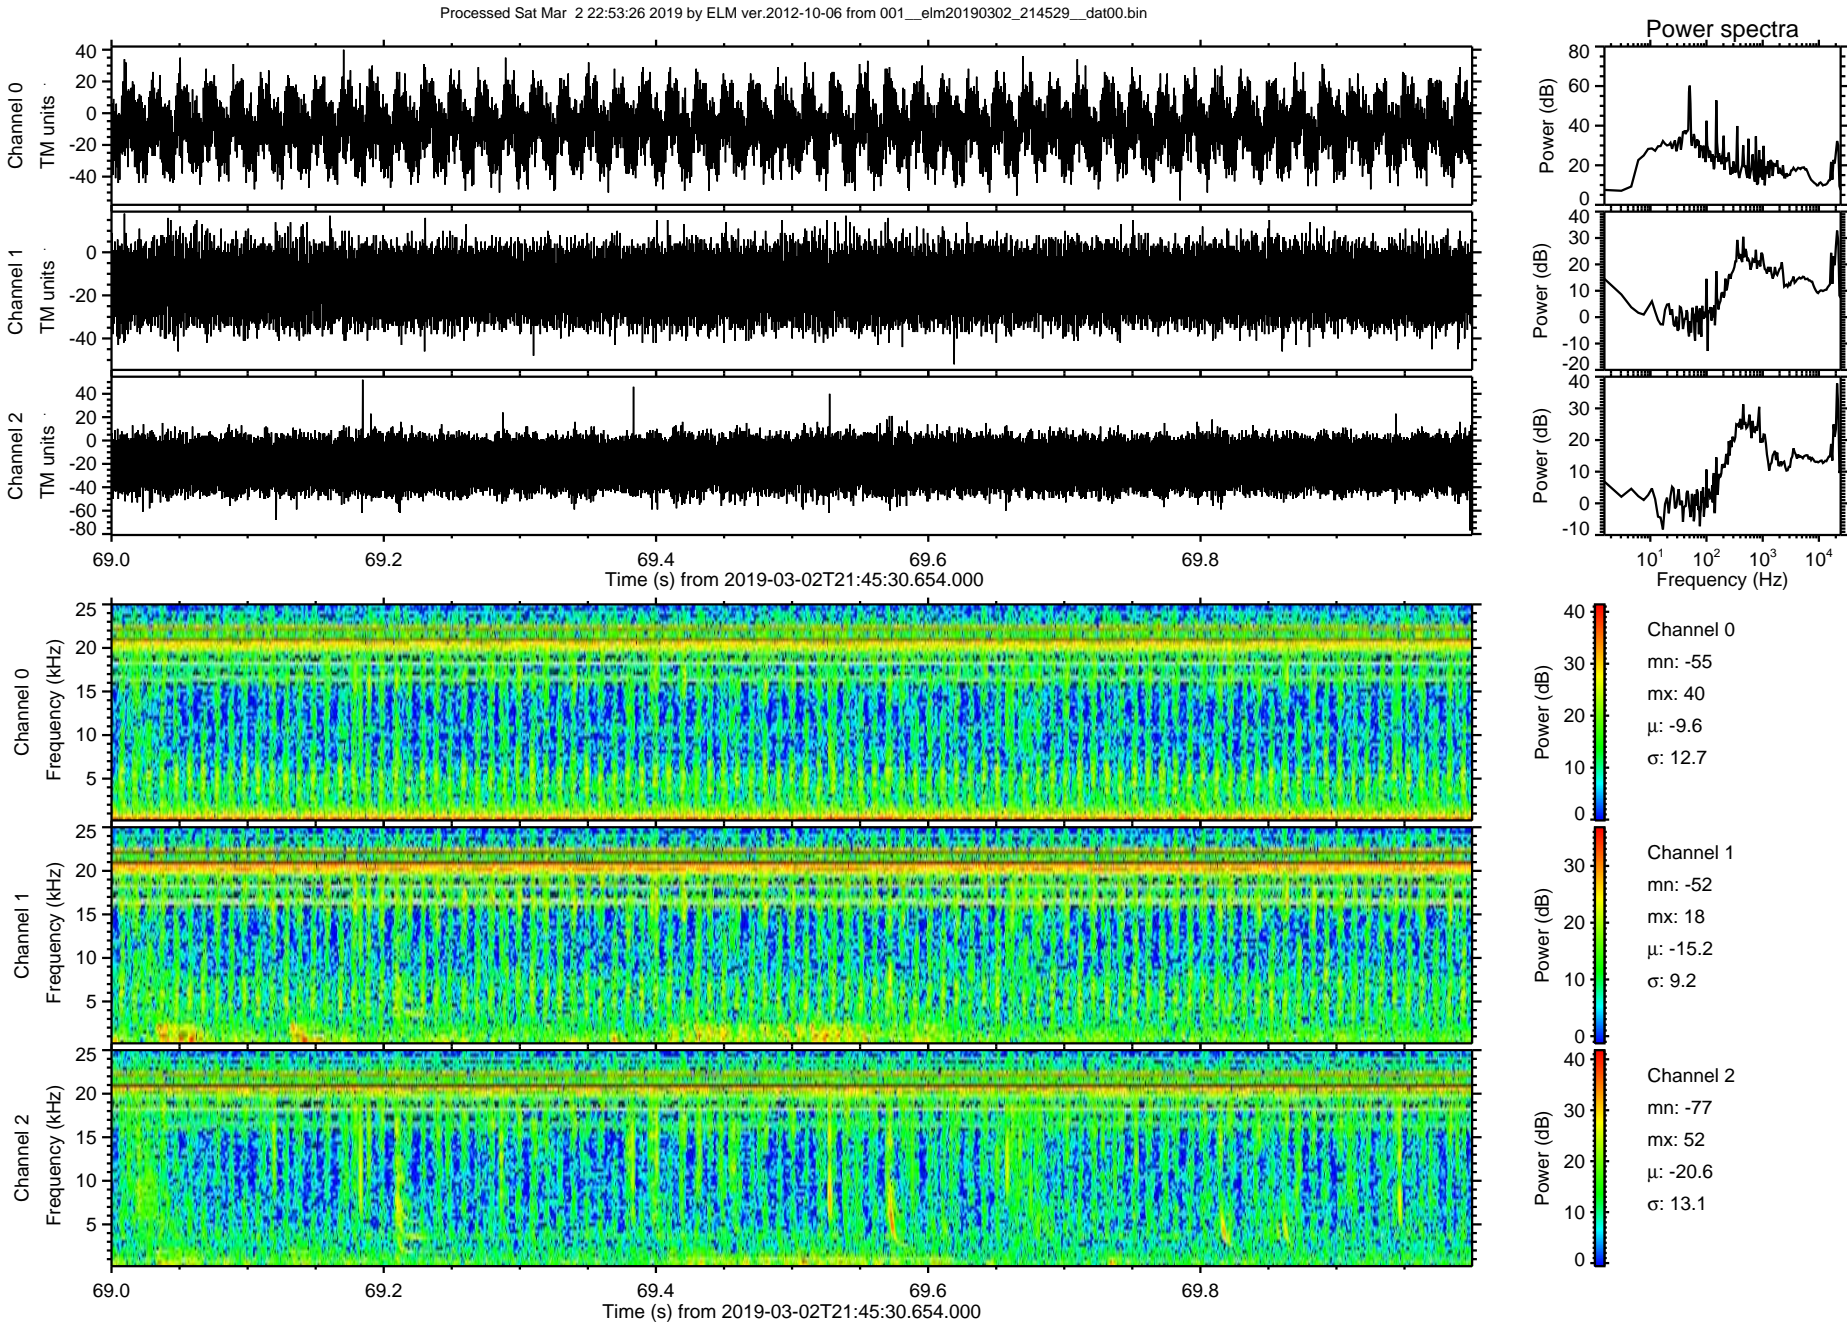 Processed Sat Mar  2 22:53:26 2019 by ELM ver.2012-10-06 from 001__elm20190302_214529__dat00.bin
Power spectra
Channel 0
TM units
40
20
0
-20
-40
Power (dB)
80
60
40
20
0
Channel 1
TM units
0
-20
-40
Power (dB)
40
30
20
10
0
-10
-20
Channel 2
TM units
40
20
0
-20
-40
-60
-80
Power (dB)
40
30
20
10
0
-10
69.0 69.2 69.4 69.6 69.8
Time (s) from 2019-03-02T21:45:30.654.000
10^1 10^2 10^3 10^4
Frequency (Hz)
Channel 0
Frequency (kHz)
25
20
15
10
5
Power (dB)
40
30
20
10
0
Channel 0
mn: -55
mx: 40
μ: -9.6
σ: 12.7
Channel 1
Frequency (kHz)
25
20
15
10
5
Power (dB)
30
20
10
0
Channel 1
mn: -52
mx: 18
μ: -15.2
σ: 9.2
Channel 2
Frequency (kHz)
25
20
15
10
5
Power (dB)
40
30
20
10
0
Channel 2
mn: -77
mx: 52
μ: -20.6
σ: 13.1
69.0 69.2 69.4 69.6 69.8
Time (s) from 2019-03-02T21:45:30.654.000